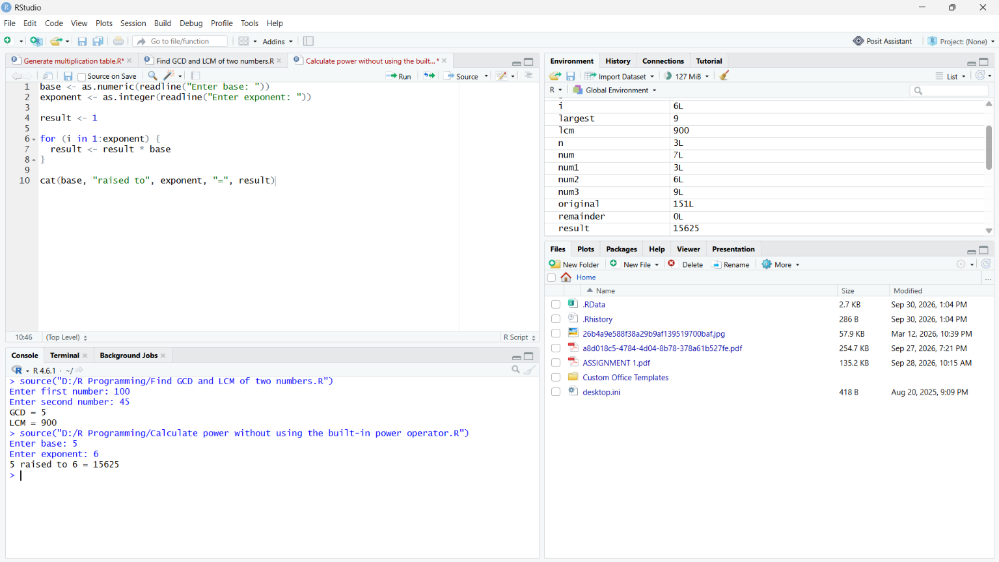 RStudio
File Edit Code View Plots Session Build Debug Profile Tools Help
Go to file/function Addins Posit Assistant Project: (None)
Generate multiplication table.R* Find GCD and LCM of two numbers.R Calculate power without using the built...*
Source on Save Run Source
1 base <- as.numeric(readline("Enter base: "))
2 exponent <- as.integer(readline("Enter exponent: "))
3
4 result <- 1
5
6 for (i in 1:exponent) {
7 result <- result * base
8 }
9
10 cat(base, "raised to", exponent, "=", result)
10:46 (Top Level) R Script
Console Terminal Background Jobs
R 4.6.1 · ~/
> source("D:/R Programming/Find GCD and LCM of two numbers.R")
Enter first number: 100
Enter second number: 45
GCD = 5
LCM = 900
> source("D:/R Programming/Calculate power without using the built-in power operator.R")
Enter base: 5
Enter exponent: 6
5 raised to 6 = 15625
>
Environment History Connections Tutorial
Import Dataset 127 MiB List
R Global Environment
i 6L
largest 9
lcm 900
n 3L
num 7L
num1 3L
num2 6L
num3 9L
original 151L
remainder 0L
result 15625
Files Plots Packages Help Viewer Presentation
New Folder New File Delete Rename More
Home ...
Name Size Modified
.RData 2.7 KB Sep 30, 2026, 1:04 PM
.Rhistory 286 B Sep 30, 2026, 1:04 PM
26b4a9e588f38a29b9af139519700baf.jpg 57.9 KB Mar 12, 2026, 10:39 PM
a8d018c5-4784-4d04-8b78-378a61b527fe.pdf 254.7 KB Sep 27, 2026, 7:21 PM
ASSIGNMENT 1.pdf 135.2 KB Sep 28, 2026, 10:15 AM
Custom Office Templates
desktop.ini 418 B Aug 20, 2025, 9:09 PM